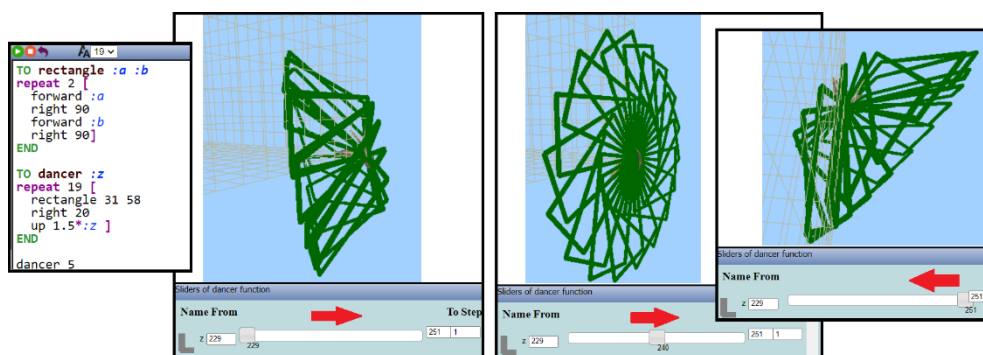 19
TO rectangle :a :b
repeat 2 [
forward :a
right 90
forward :b
right 90]
END
TO dancer :z
repeat 19 [
rectangle 31 58
right 20
up 1.5*:z ]
END
dancer 5
Sliders of dancer function
Name From To Step
z 229 251 1
229
Sliders of dancer function
Name From
z 229 251 1
240
Sliders of dancer function
Name From
z 229 251
251